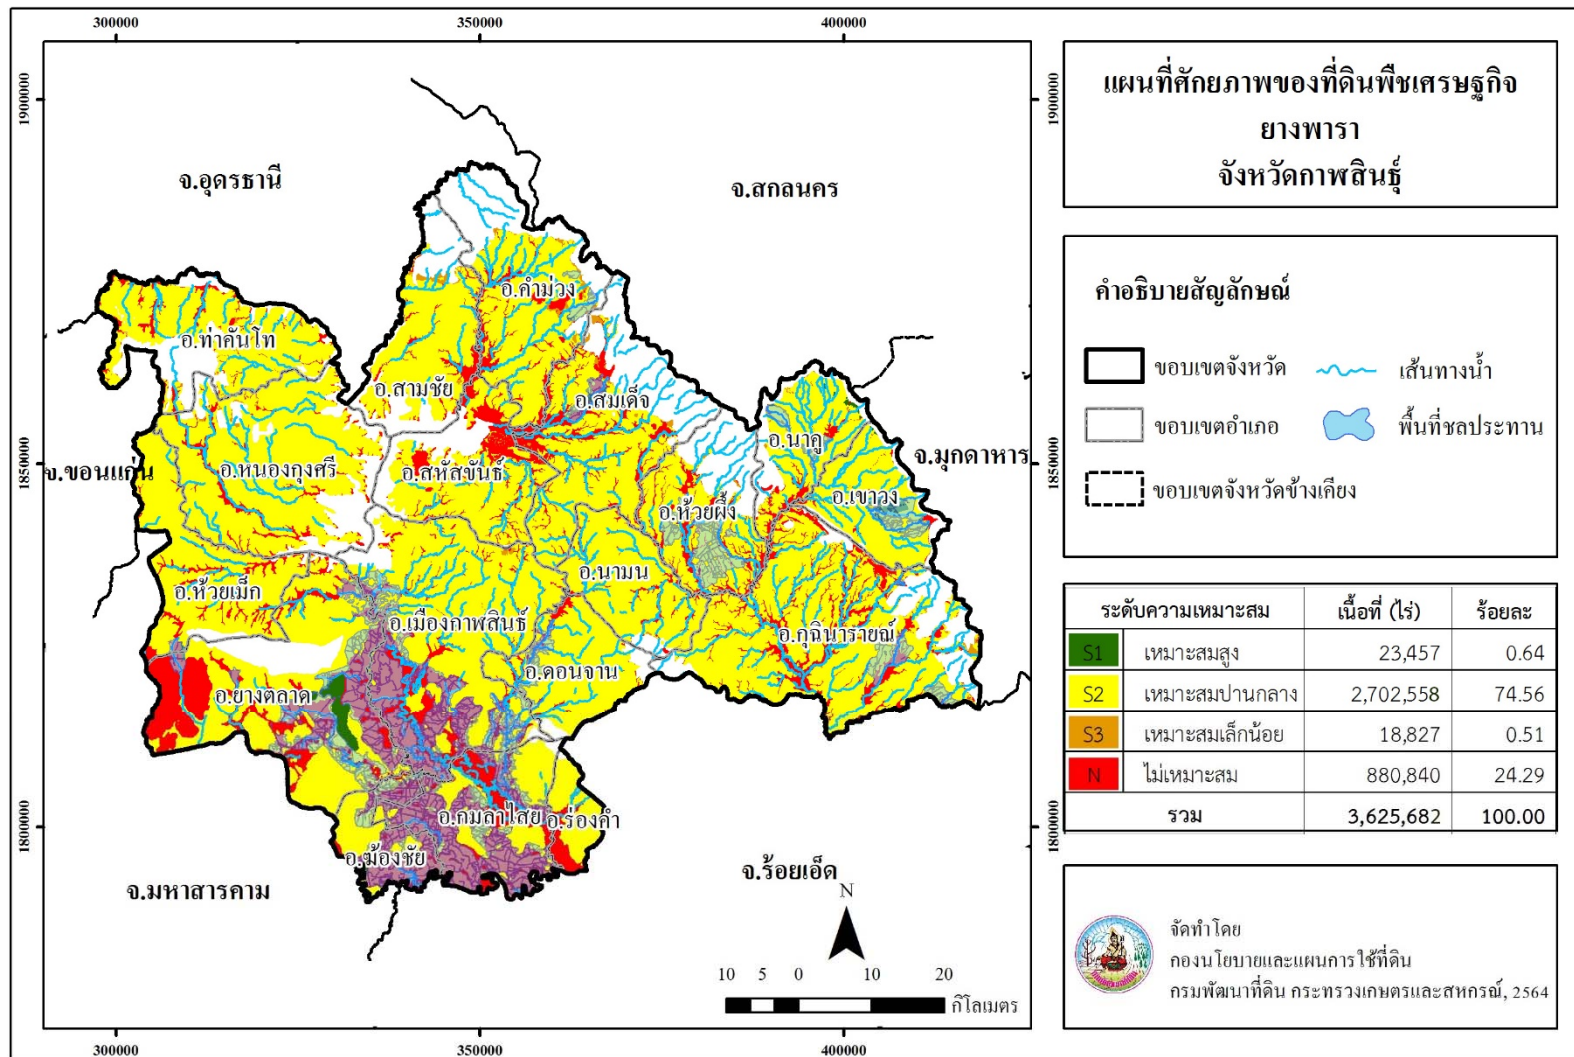 300000
350000
400000
1900000
1900000
แผนที่ศักยภาพของที่ดินพืชเศรษฐกิจ
ยางพารา
จังหวัดกาฬสินธุ์
จ.อุดรธานี
จ.สกลนคร
คำอธิบายสัญลักษณ์
ขอบเขตจังหวัด
เส้นทางน้ำ
ขอบเขตอำเภอ
พื้นที่ชลประทาน
ขอบเขตจังหวัดข้างเคียง
อ.คำม่วง
อ.ท่าคันโท
อ.สามชัย
อ.สมเด็จ
อ.นาคู
จ.มุกดาหาร
1850000
1850000
จ.ขอนแก่น
อ.หนองกุงศรี
อ.สหัสขันธ์
อ.เขาวง
อ.ห้วยผึ้ง
อ.นามน
อ.ห้วยเม็ก
อ.เมืองกาฬสินธุ์
อ.กุฉินารายณ์
อ.ดอนจาน
อ.ยางตลาด
อ.กมลาไสย
อ.ร่องคำ
อ.ฆ้องชัย
1800000
1800000
จ.มหาสารคาม
จ.ร้อยเอ็ด
ระดับความเหมาะสม เนื้อที่ (ไร่) ร้อยละ
S1 เหมาะสมสูง 23,457 0.64
S2 เหมาะสมปานกลาง 2,702,558 74.56
S3 เหมาะสมเล็กน้อย 18,827 0.51
N ไม่เหมาะสม 880,840 24.29
รวม 3,625,682 100.00
N
10 5 0 10 20
กิโลเมตร
จัดทำโดย
กองนโยบายและแผนการใช้ที่ดิน
กรมพัฒนาที่ดิน กระทรวงเกษตรและสหกรณ์, 2564
300000
350000
400000